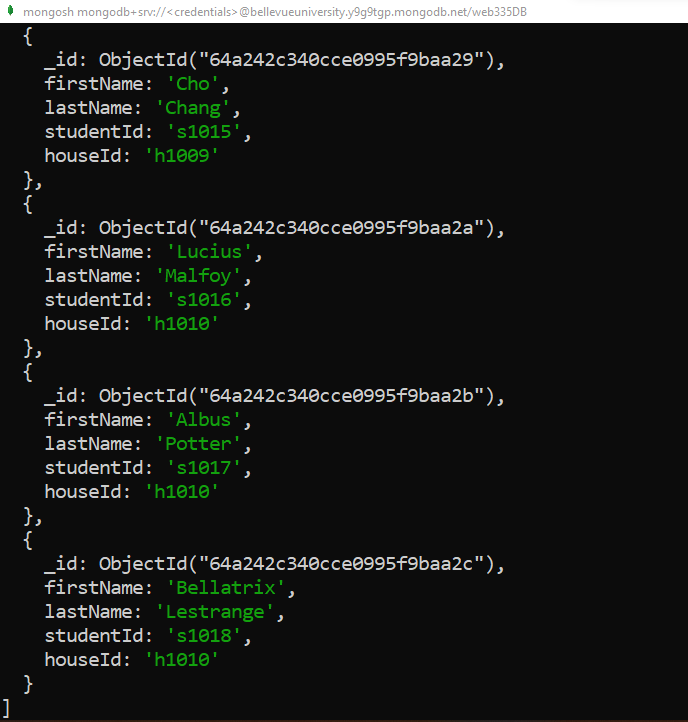 mongosh mongodb+srv://<credentials>@bellevueuniversity.y9g9tgp.mongodb.net/web335DB
{
_id: ObjectId("64a242c340cce0995f9baa29"),
firstName: 'Cho',
lastName: 'Chang',
studentId: 's1015',
houseId: 'h1009'
},
{
_id: ObjectId("64a242c340cce0995f9baa2a"),
firstName: 'Lucius',
lastName: 'Malfoy',
studentId: 's1016',
houseId: 'h1010'
},
{
_id: ObjectId("64a242c340cce0995f9baa2b"),
firstName: 'Albus',
lastName: 'Potter',
studentId: 's1017',
houseId: 'h1010'
},
{
_id: ObjectId("64a242c340cce0995f9baa2c"),
firstName: 'Bellatrix',
lastName: 'Lestrange',
studentId: 's1018',
houseId: 'h1010'
}
]